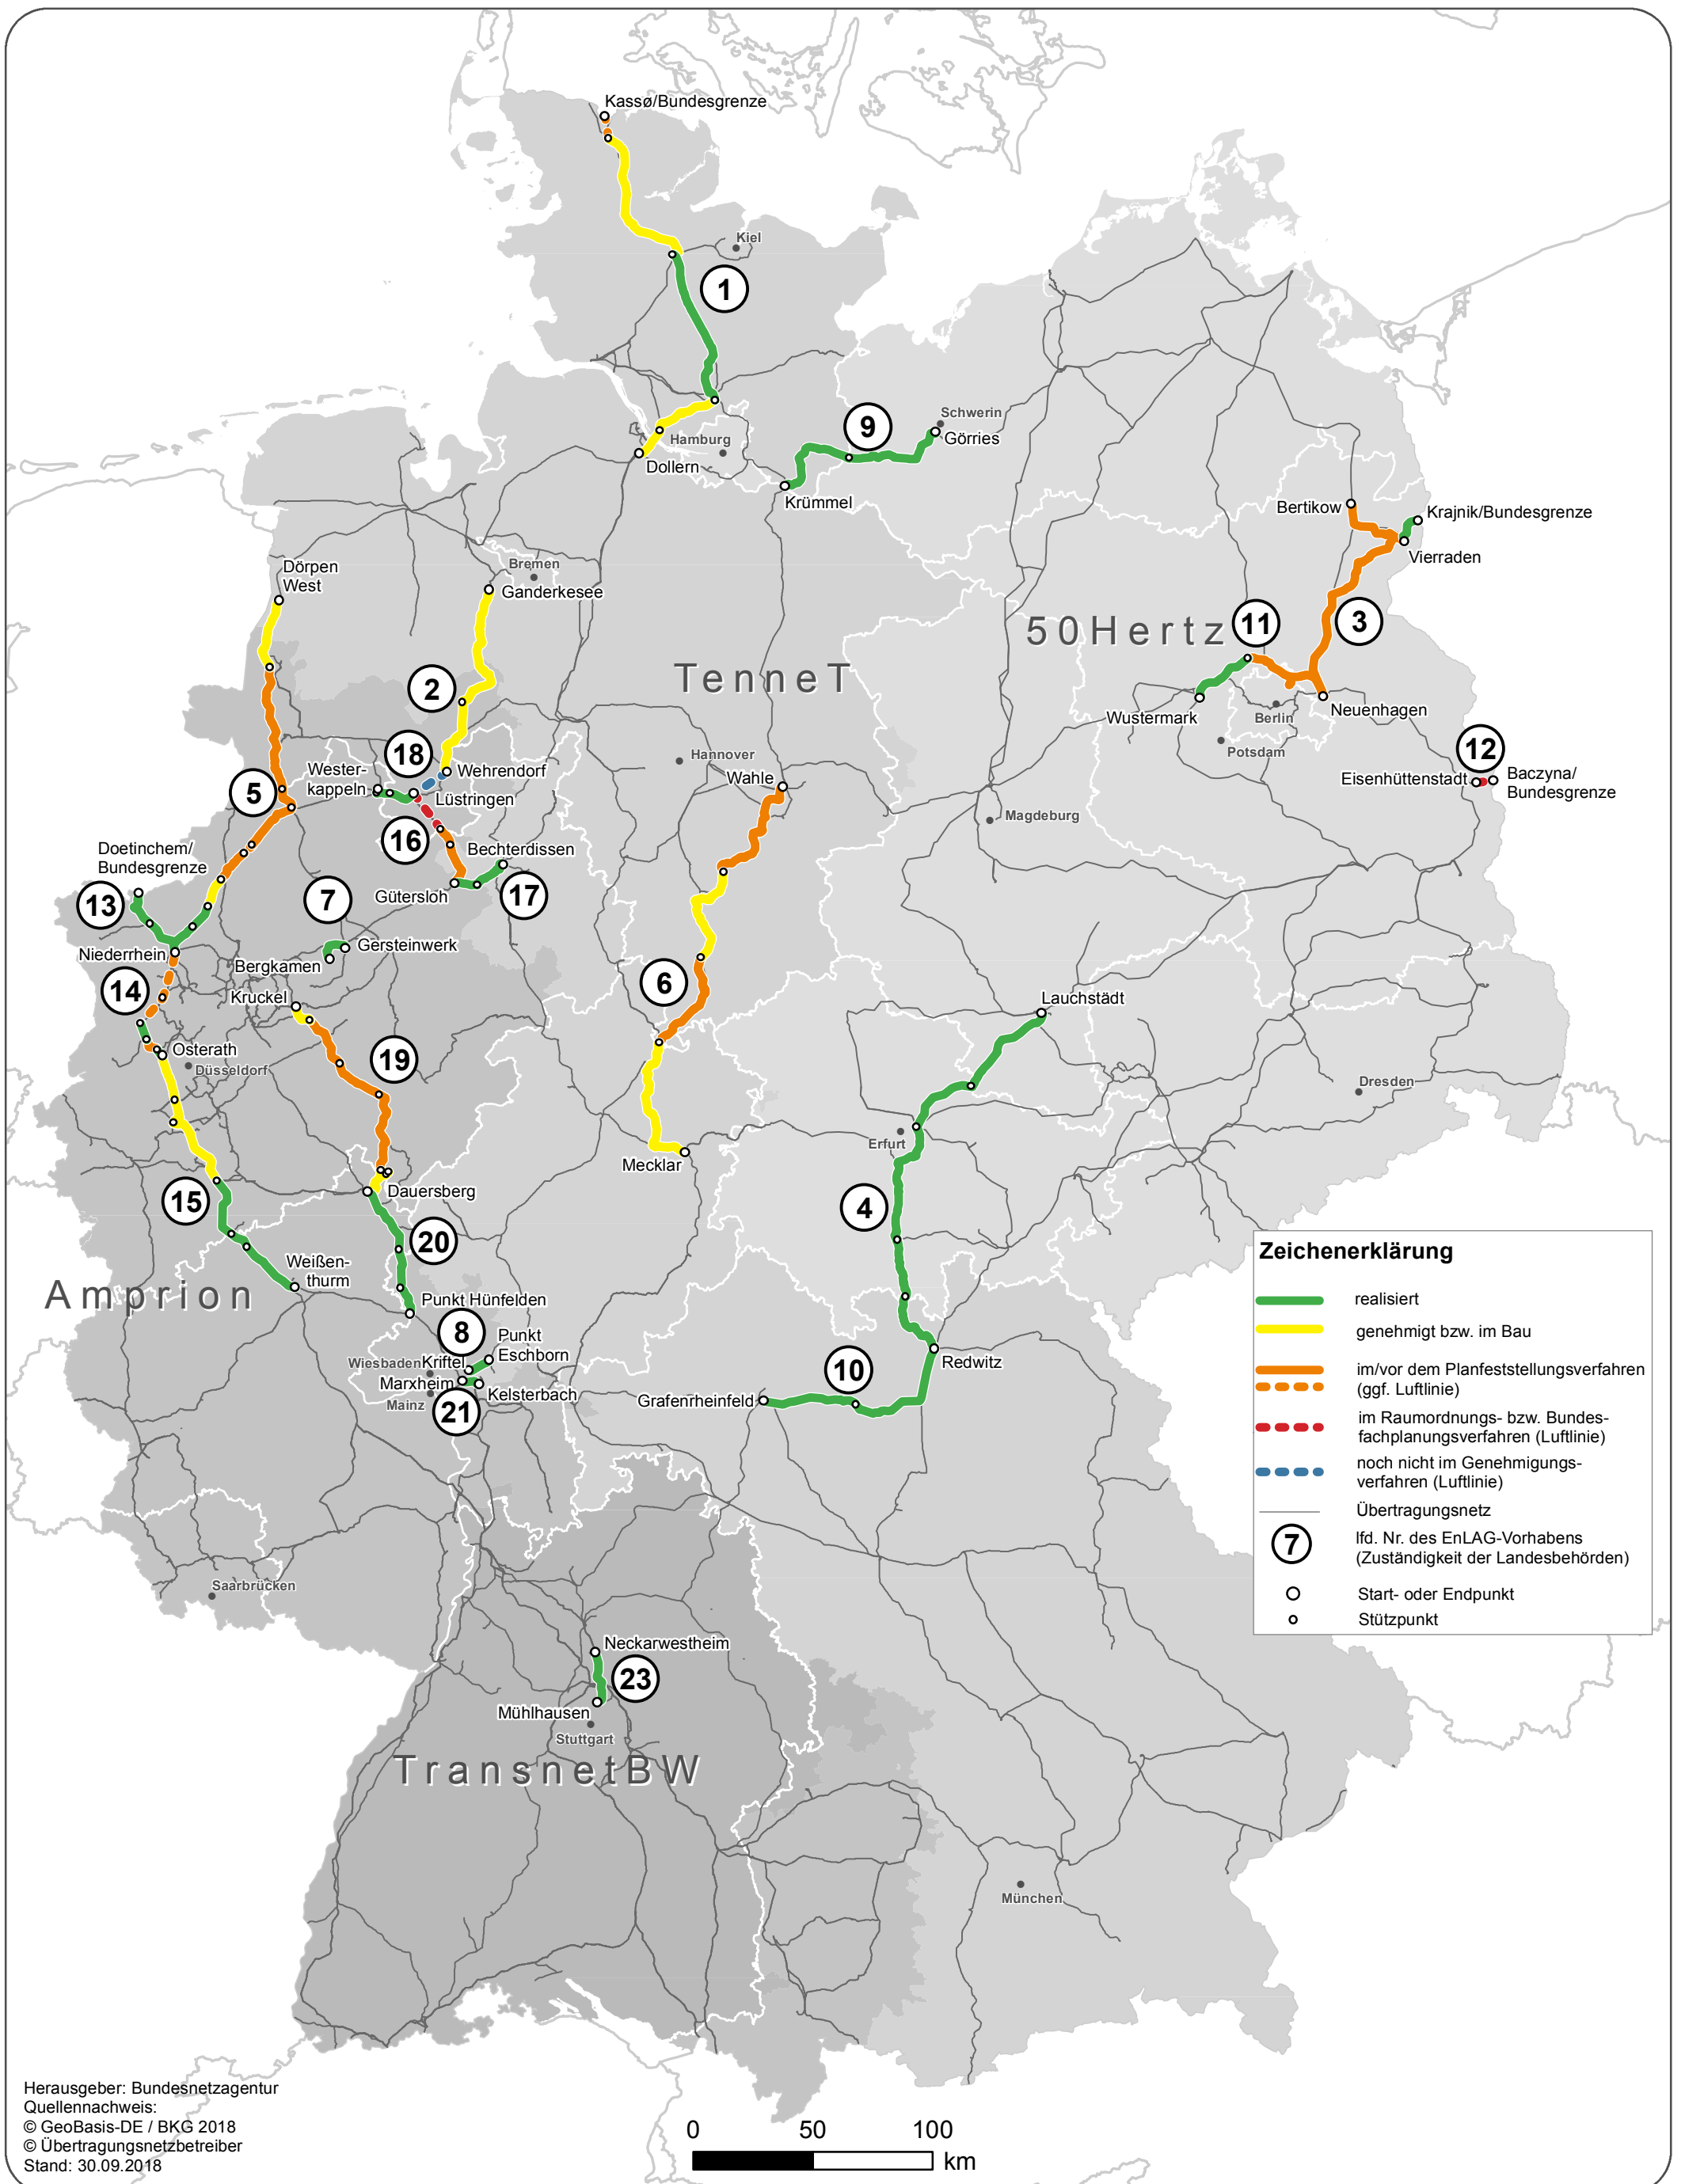 Kassø/Bundesgrenze
Kiel
1
9
Schwerin
Görries
Hamburg
Dollern
Krümmel
Bertikow
Krajnik/Bundesgrenze
Vierraden
Dörpen
West
Bremen
Ganderkesee
50Hertz
11
3
TenneT
2
Wustermark
Berlin
Neuenhagen
Potsdam
18
Wester-
kappeln
Wehrendorf
Lüstringen
Hannover
Wahle
12
Eisenhüttenstadt
Baczyna/
Bundesgrenze
5
16
Magdeburg
Doetinchem/
Bundesgrenze
Bechterdissen
13
7
Gütersloh
17
Niederrhein
Gersteinwerk
Bergkamen
14
Kruckel
6
Lauchstädt
Osterath
Düsseldorf
19
Dresden
Erfurt
Mecklar
15
Dauersberg
4
20
Weißen-
thurm
Amprion
Punkt Hünfelden
8
Punkt
Eschborn
Wiesbaden
Kriftel
Marxheim
Kelsterbach
Mainz
21
Redwitz
10
Grafenrheinfeld
Saarbrücken
Neckarwestheim
23
Mühlhausen
Stuttgart
TransnetBW
München
Zeichenerklärung
realisiert
genehmigt bzw. im Bau
im/vor dem Planfeststellungsverfahren
(ggf. Luftlinie)
im Raumordnungs- bzw. Bundes-
fachplanungsverfahren (Luftlinie)
noch nicht im Genehmigungs-
verfahren (Luftlinie)
Übertragungsnetz
7
lfd. Nr. des EnLAG-Vorhabens
(Zuständigkeit der Landesbehörden)
Start- oder Endpunkt
Stützpunkt
Herausgeber: Bundesnetzagentur
Quellennachweis:
© GeoBasis-DE / BKG 2018
© Übertragungsnetzbetreiber
Stand: 30.09.2018
0 50 100
km